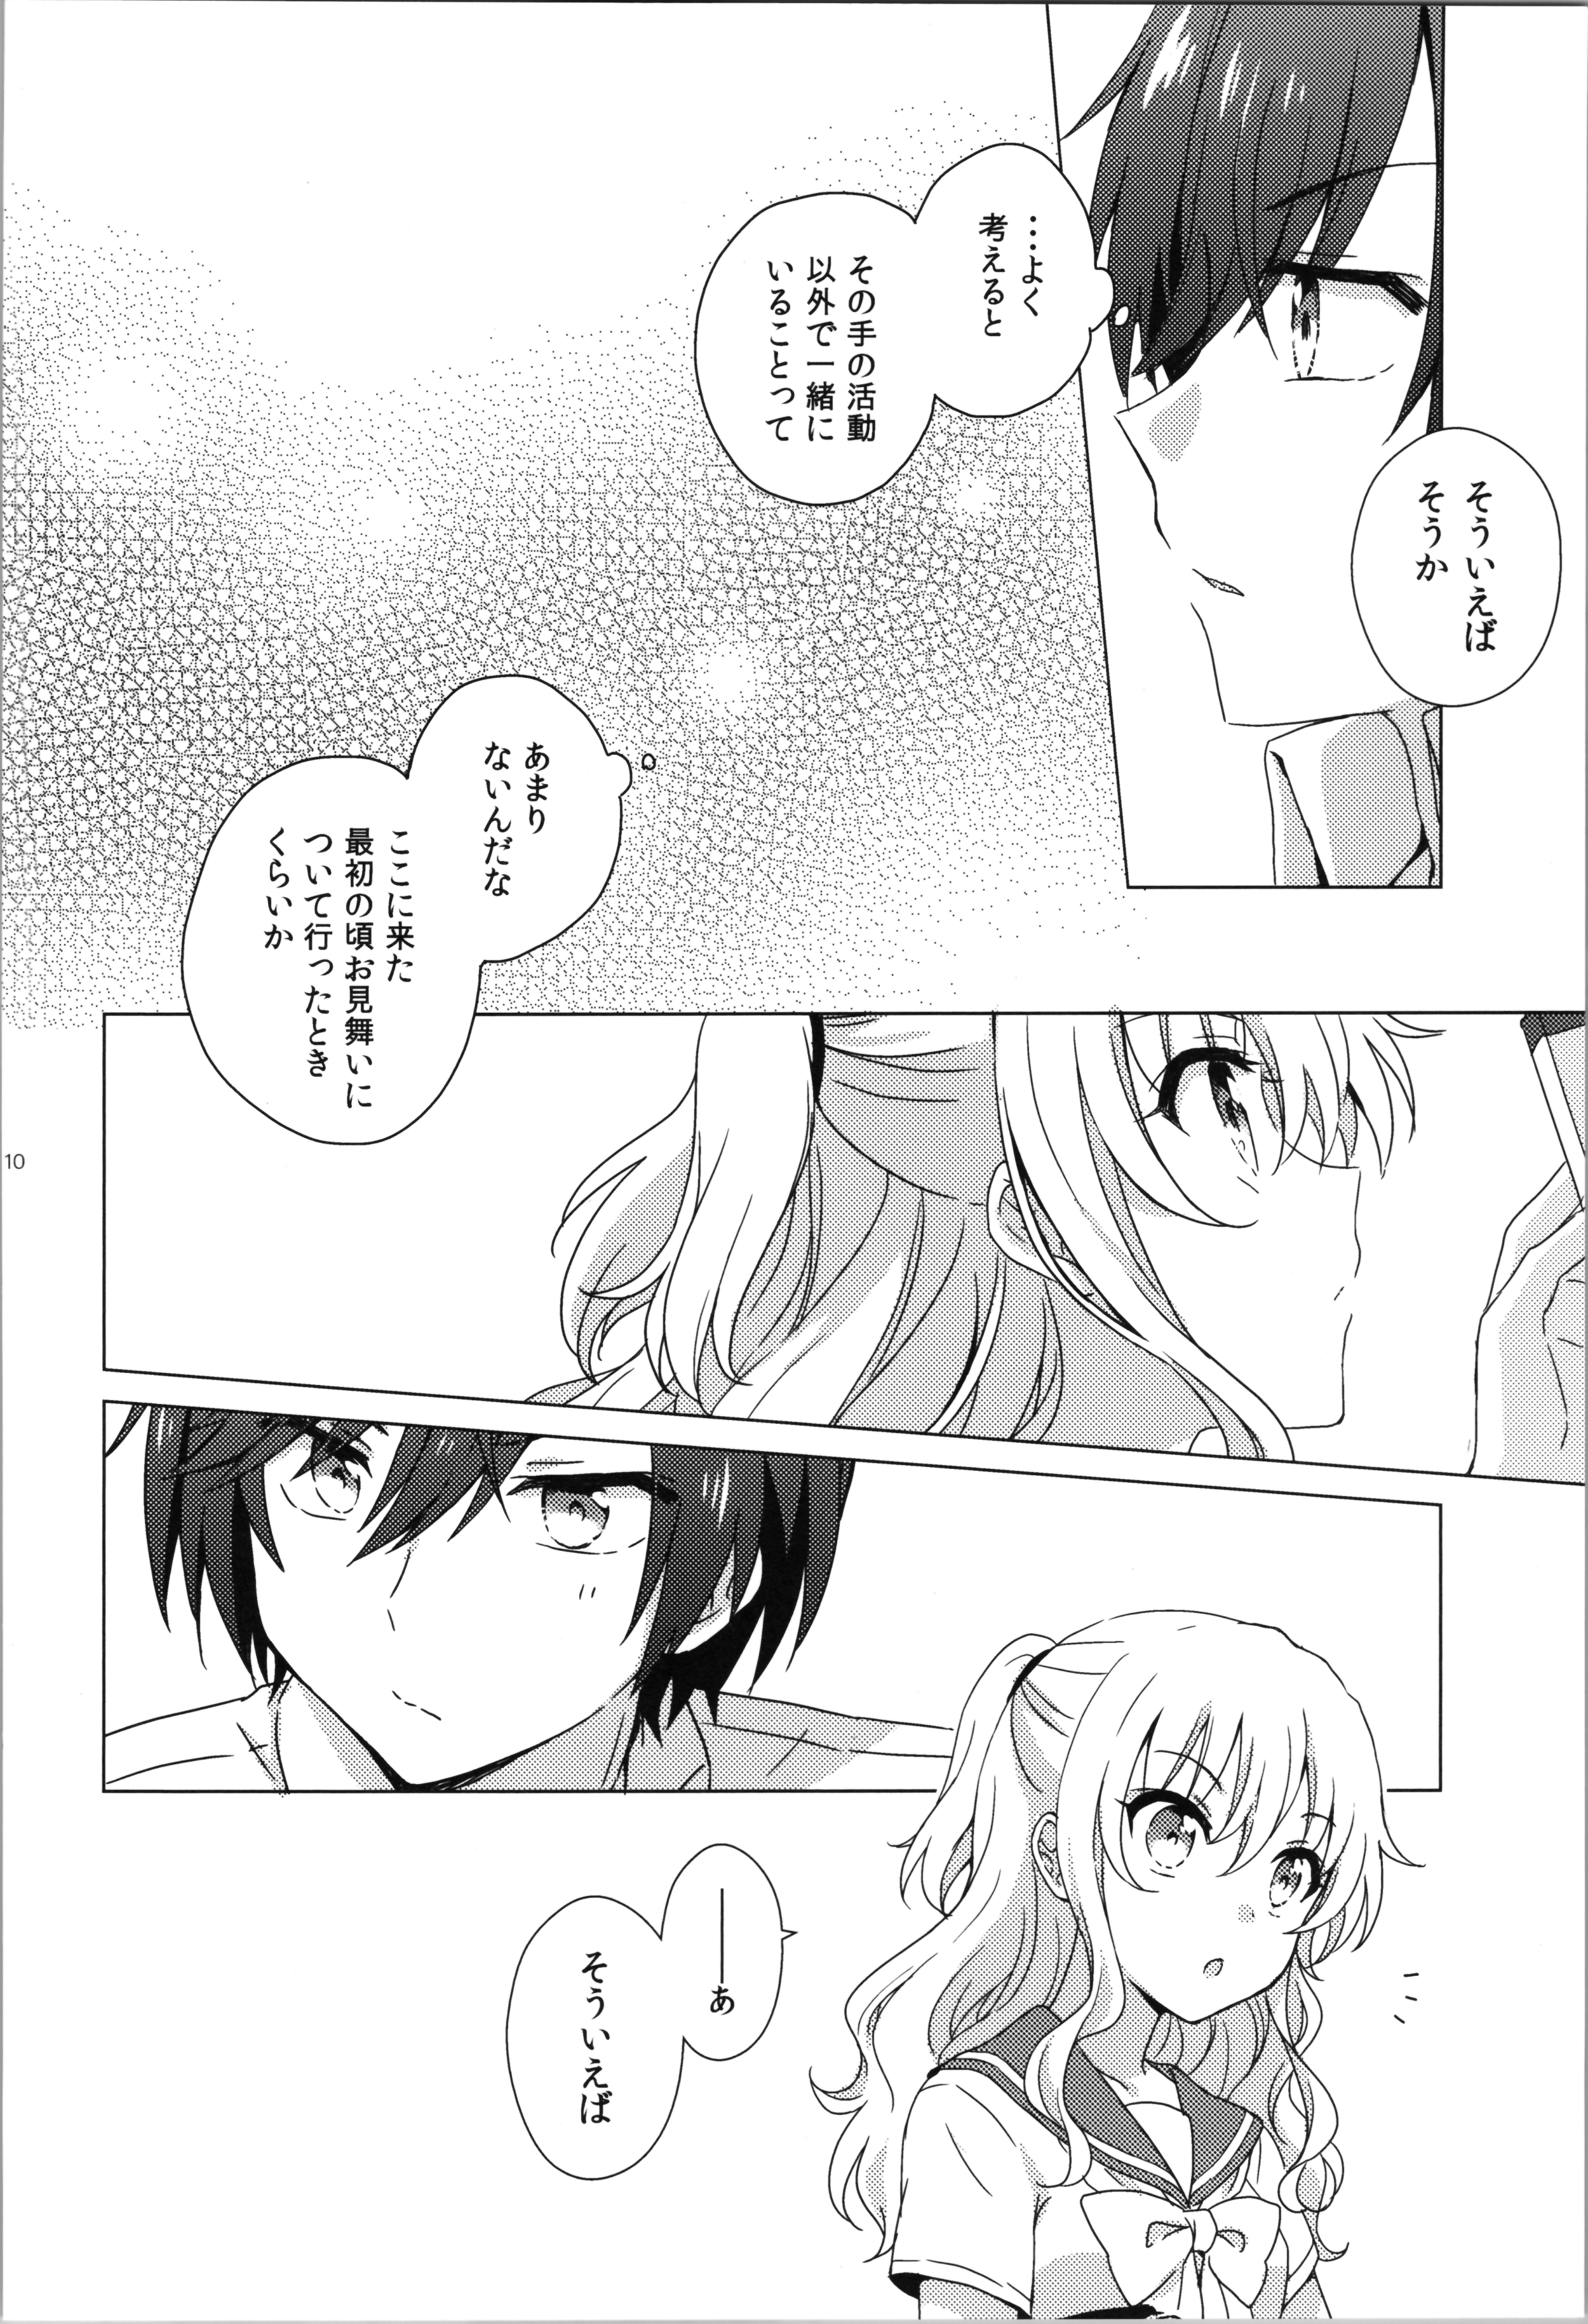 そういえば
そうか
・・・よく
考えると
その手の活動
以外で一緒に
いることって
あまり
ないんだな
ここに来た
最初の頃お見舞いに
ついて行ったとき
くらいか
――あ
そういえば
10